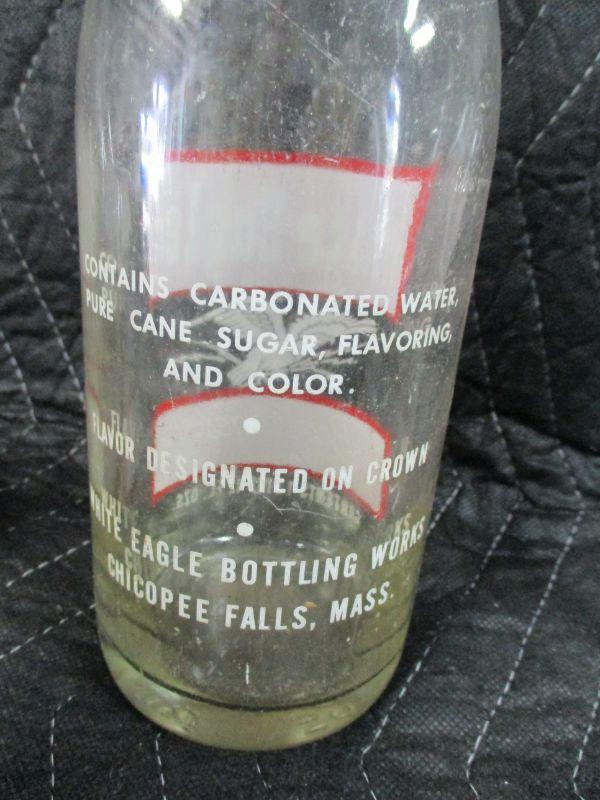 CONTAINS CARBONATED WATER,
PURE CANE SUGAR, FLAVORING,
AND COLOR.
•
FLAVOR DESIGNATED ON CROWN
•
WHITE EAGLE BOTTLING WORKS
CHICOPEE FALLS, MASS.